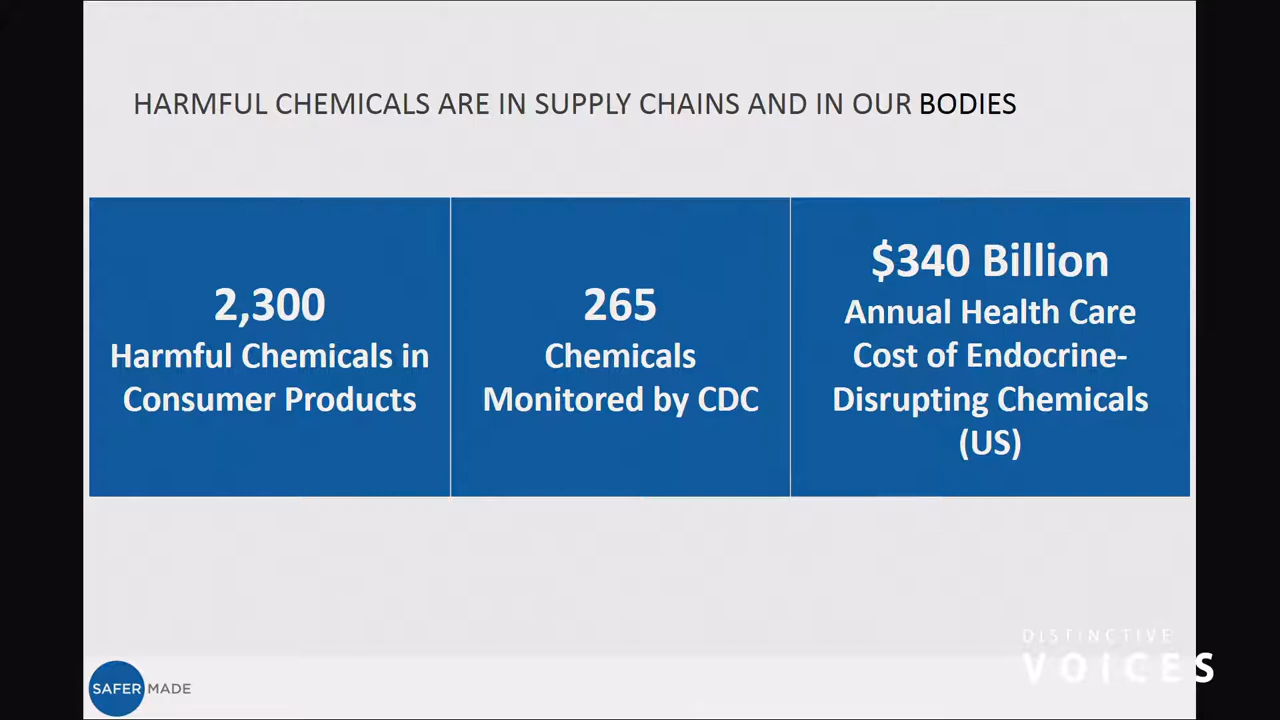 HARMFUL CHEMICALS ARE IN SUPPLY CHAINS AND IN OUR BODIES
2,300
Harmful Chemicals in
Consumer Products
265
Chemicals
Monitored by CDC
$340 Billion
Annual Health Care
Cost of Endocrine-
Disrupting Chemicals
(US)
SAFER MADE
DISTINCTIVE
VOICES